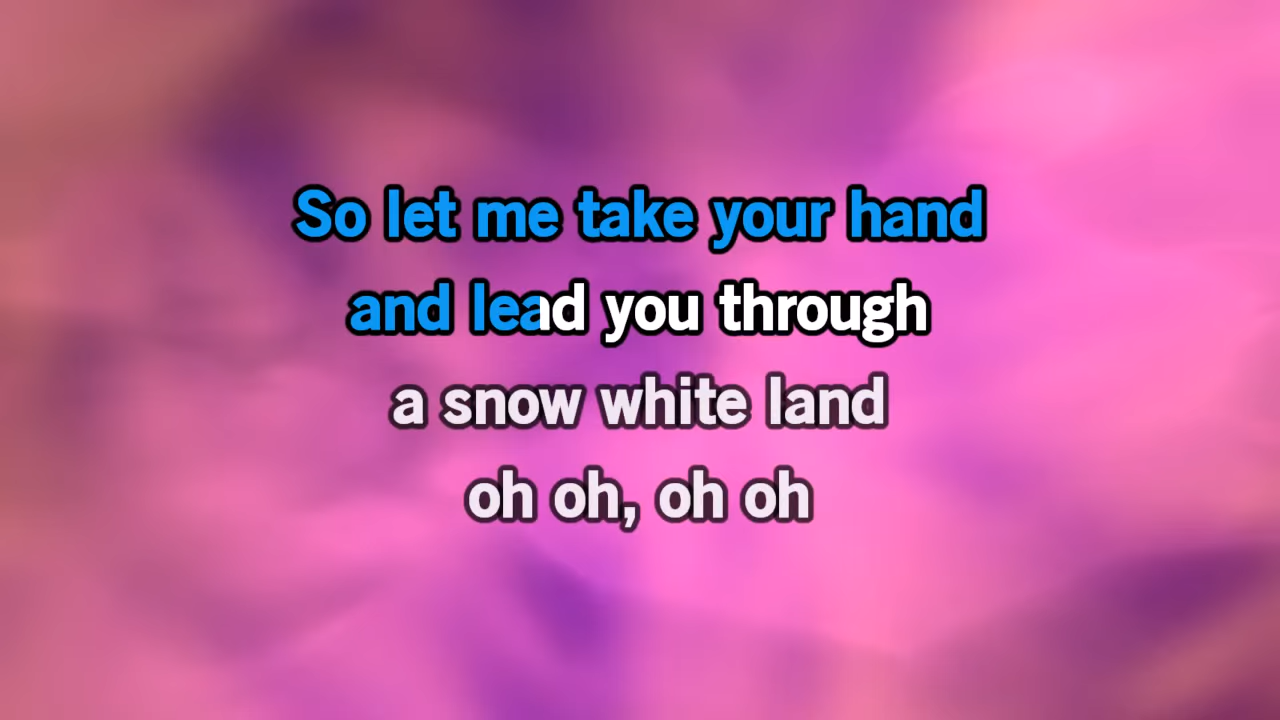 So let me take your hand
and lead you through
a snow white land
oh oh, oh oh